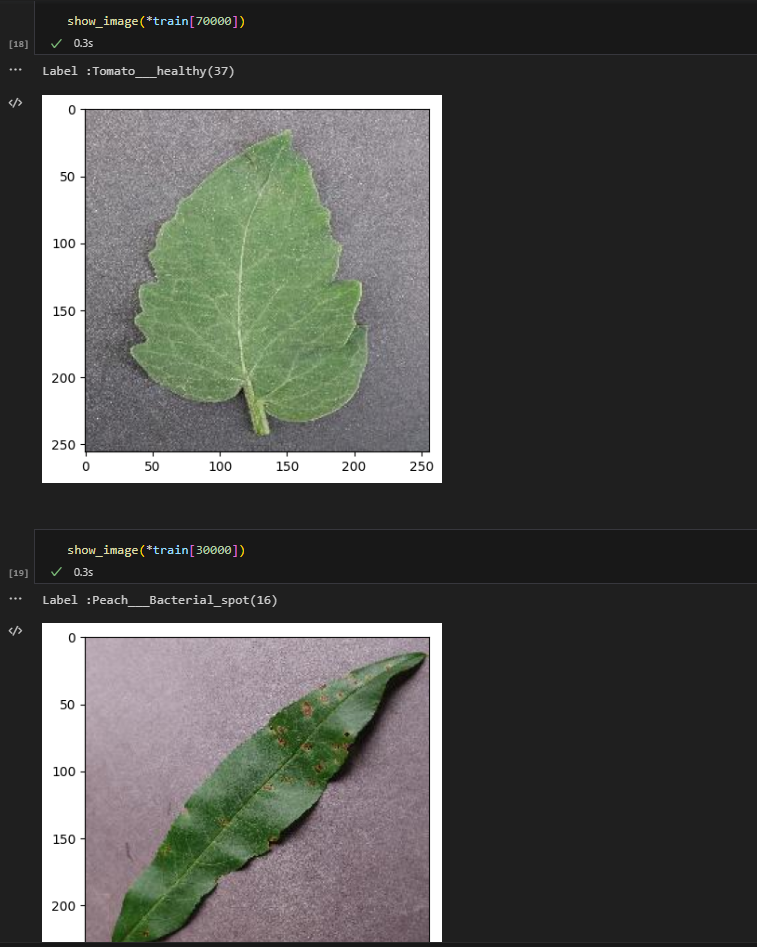 show_image(*train[70000])
[18]
0.3s
Label :Tomato___healthy(37)
0
50
100
150
200
250
0 50 100 150 200 250
show_image(*train[30000])
[19]
0.3s
Label :Peach___Bacterial_spot(16)
0
50
100
150
200